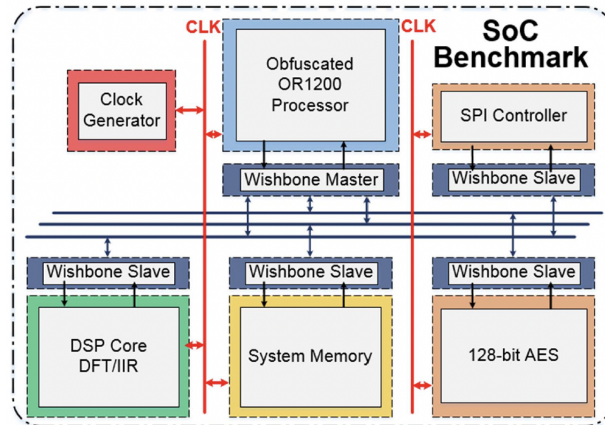 CLK
CLK
SoC
Benchmark
Clock
Generator
Obfuscated
OR1200
Processor
SPI Controller
Wishbone Master
Wishbone Slave
Wishbone Slave
Wishbone Slave
Wishbone Slave
DSP Core
DFT/IIR
System Memory
128-bit AES